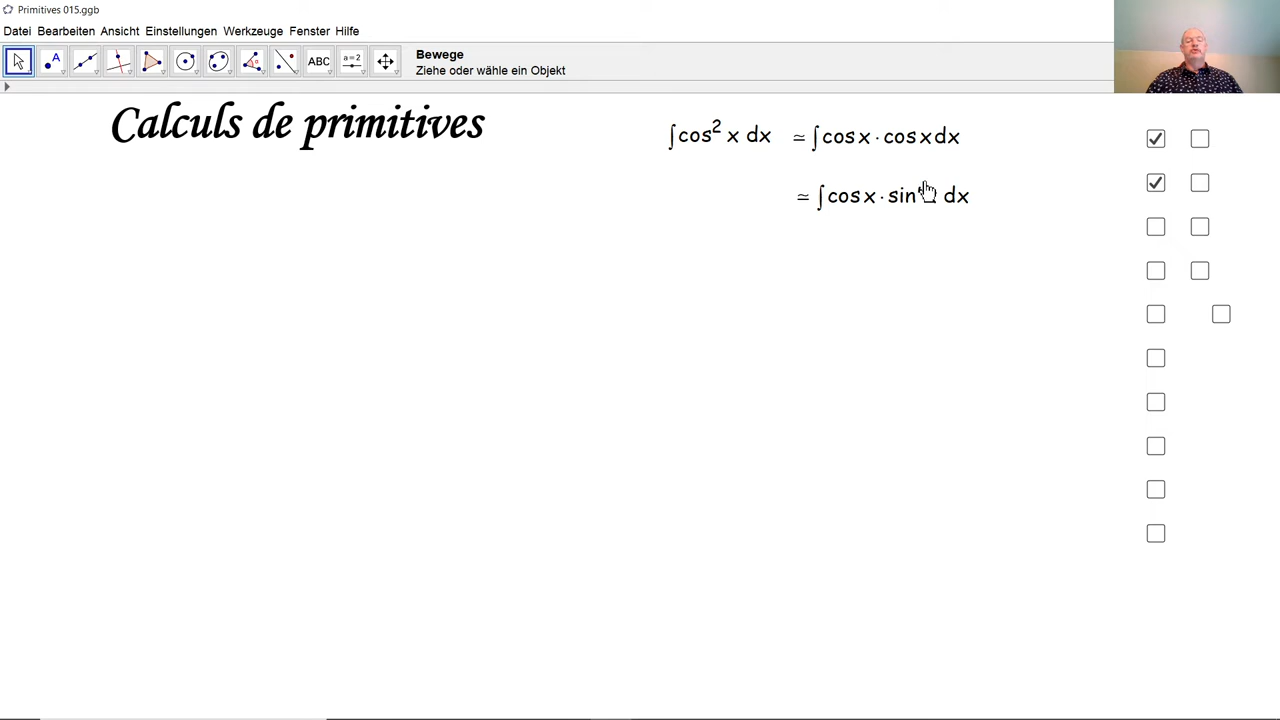 Primitives 015.ggb
Datei Bearbeiten Ansicht Einstellungen Werkzeuge Fenster Hilfe
A
ABC
a=2
Bewege
Ziehe oder wähle ein Objekt
Calculs de primitives
∫cos² x dx ≃ ∫cos x · cos x dx
≃ ∫cos x · sin dx